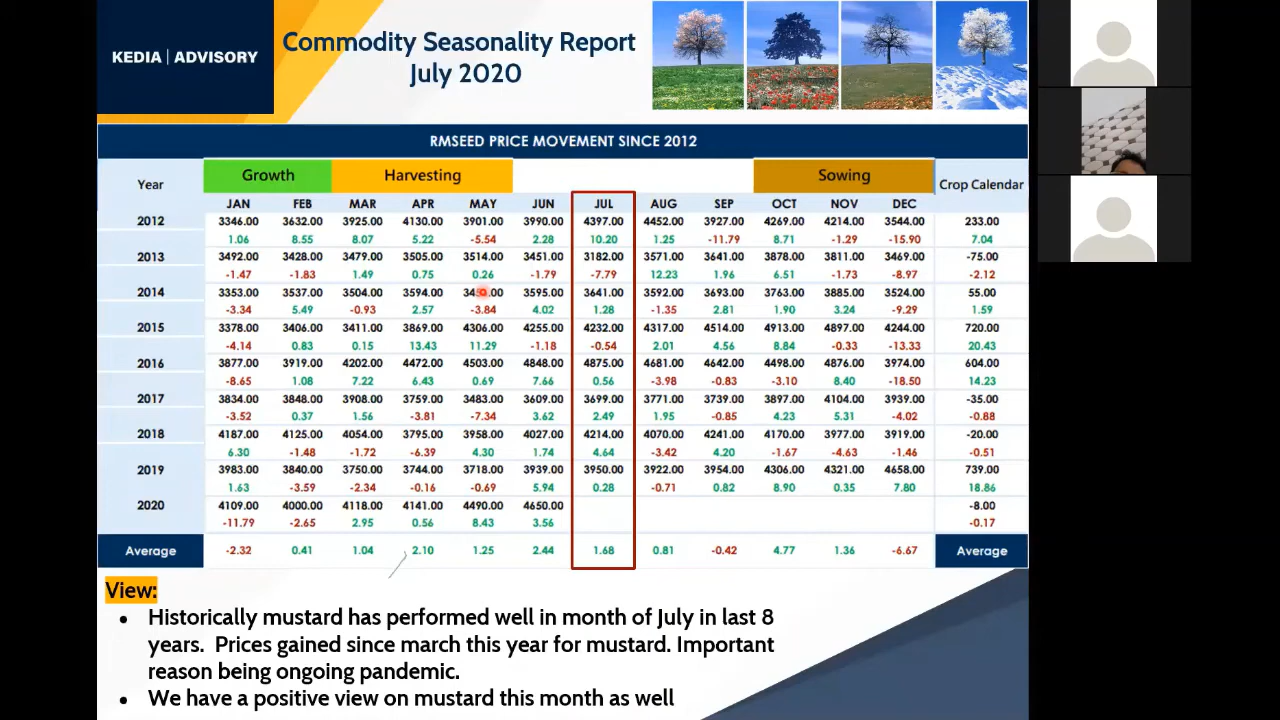 KEDIA | ADVISORY
Commodity Seasonality Report
July 2020
RMSEED PRICE MOVEMENT SINCE 2012
Year Growth Harvesting Sowing Crop Calendar
JAN FEB MAR APR MAY JUN JUL AUG SEP OCT NOV DEC
2012 3346.00 3632.00 3925.00 4130.00 3901.00 3990.00 4397.00 4452.00 3927.00 4269.00 4214.00 3544.00 233.00
1.06 8.55 8.07 5.22 -5.54 2.28 10.20 1.25 -11.79 8.71 -1.29 -15.90 7.04
2013 3492.00 3428.00 3479.00 3505.00 3514.00 3451.00 3182.00 3571.00 3641.00 3878.00 3811.00 3469.00 -75.00
-1.47 -1.83 1.49 0.75 0.26 -1.79 -7.79 12.23 1.96 6.51 -1.73 -8.97 -2.12
2014 3353.00 3537.00 3504.00 3594.00 3595.00 3641.00 3592.00 3693.00 3763.00 3885.00 3524.00 55.00
-3.34 5.49 -0.93 2.57 -3.84 4.02 1.28 -1.35 2.81 1.90 3.24 -9.29 1.59
2015 3378.00 3406.00 3411.00 3869.00 4306.00 4255.00 4232.00 4317.00 4514.00 4913.00 4897.00 4244.00 720.00
-4.14 0.83 0.15 13.43 11.29 -1.18 -0.54 2.01 4.56 8.84 -0.33 -13.33 20.43
2016 3877.00 3919.00 4202.00 4472.00 4503.00 4848.00 4875.00 4681.00 4642.00 4498.00 4876.00 3974.00 604.00
-8.65 1.08 7.22 6.43 0.69 7.66 0.56 -3.98 -0.83 -3.10 8.40 -18.50 14.23
2017 3834.00 3848.00 3908.00 3759.00 3483.00 3609.00 3699.00 3771.00 3739.00 3897.00 4104.00 3939.00 -35.00
-3.52 0.37 1.56 -3.81 -7.34 3.62 2.49 1.95 -0.85 4.23 5.31 -4.02 -0.88
2018 4187.00 4125.00 4054.00 3795.00 3958.00 4027.00 4214.00 4070.00 4241.00 4170.00 3977.00 3919.00 -20.00
6.30 -1.48 -1.72 -6.39 4.30 1.74 4.64 -3.42 4.20 -1.67 -4.63 -1.46 -0.51
2019 3983.00 3840.00 3750.00 3744.00 3718.00 3939.00 3950.00 3922.00 3954.00 4306.00 4321.00 4658.00 739.00
1.63 -3.59 -2.34 -0.16 -0.69 5.94 0.28 -0.71 0.82 8.90 0.35 7.80 18.86
2020 4109.00 4000.00 4118.00 4141.00 4490.00 4650.00 -8.00
-11.79 -2.65 2.95 0.56 8.43 3.56 -0.17
Average -2.32 0.41 1.04 2.10 1.25 2.44 1.68 0.81 -0.42 4.77 1.36 -6.67 Average
View:
• Historically mustard has performed well in month of July in last 8
years. Prices gained since march this year for mustard. Important
reason being ongoing pandemic.
• We have a positive view on mustard this month as well